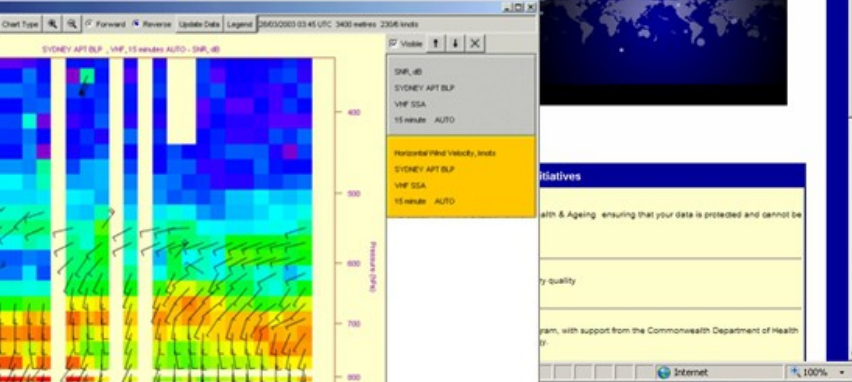 Chart Type
Forward
Reverse
Update Data
Legend
28/03/2003 03:45 UTC 3400 metres 230/6 knots
SYDNEY APT BLP , VHF, 15 minutes AUTO - SNR, dB
Visible
SNR, dB
SYDNEY APT BLP
VHF SSA
15 minute AUTO
Horizontal Wind Velocity, knots
SYDNEY APT BLP
VHF SSA
15 minute AUTO
400
500
600
700
800
Pressure (hPa)
itiatives
alth & Ageing ensuring that your data is protected and cannot be
quality
gram, with support from the Commonwealth Department of Health
Internet
100%